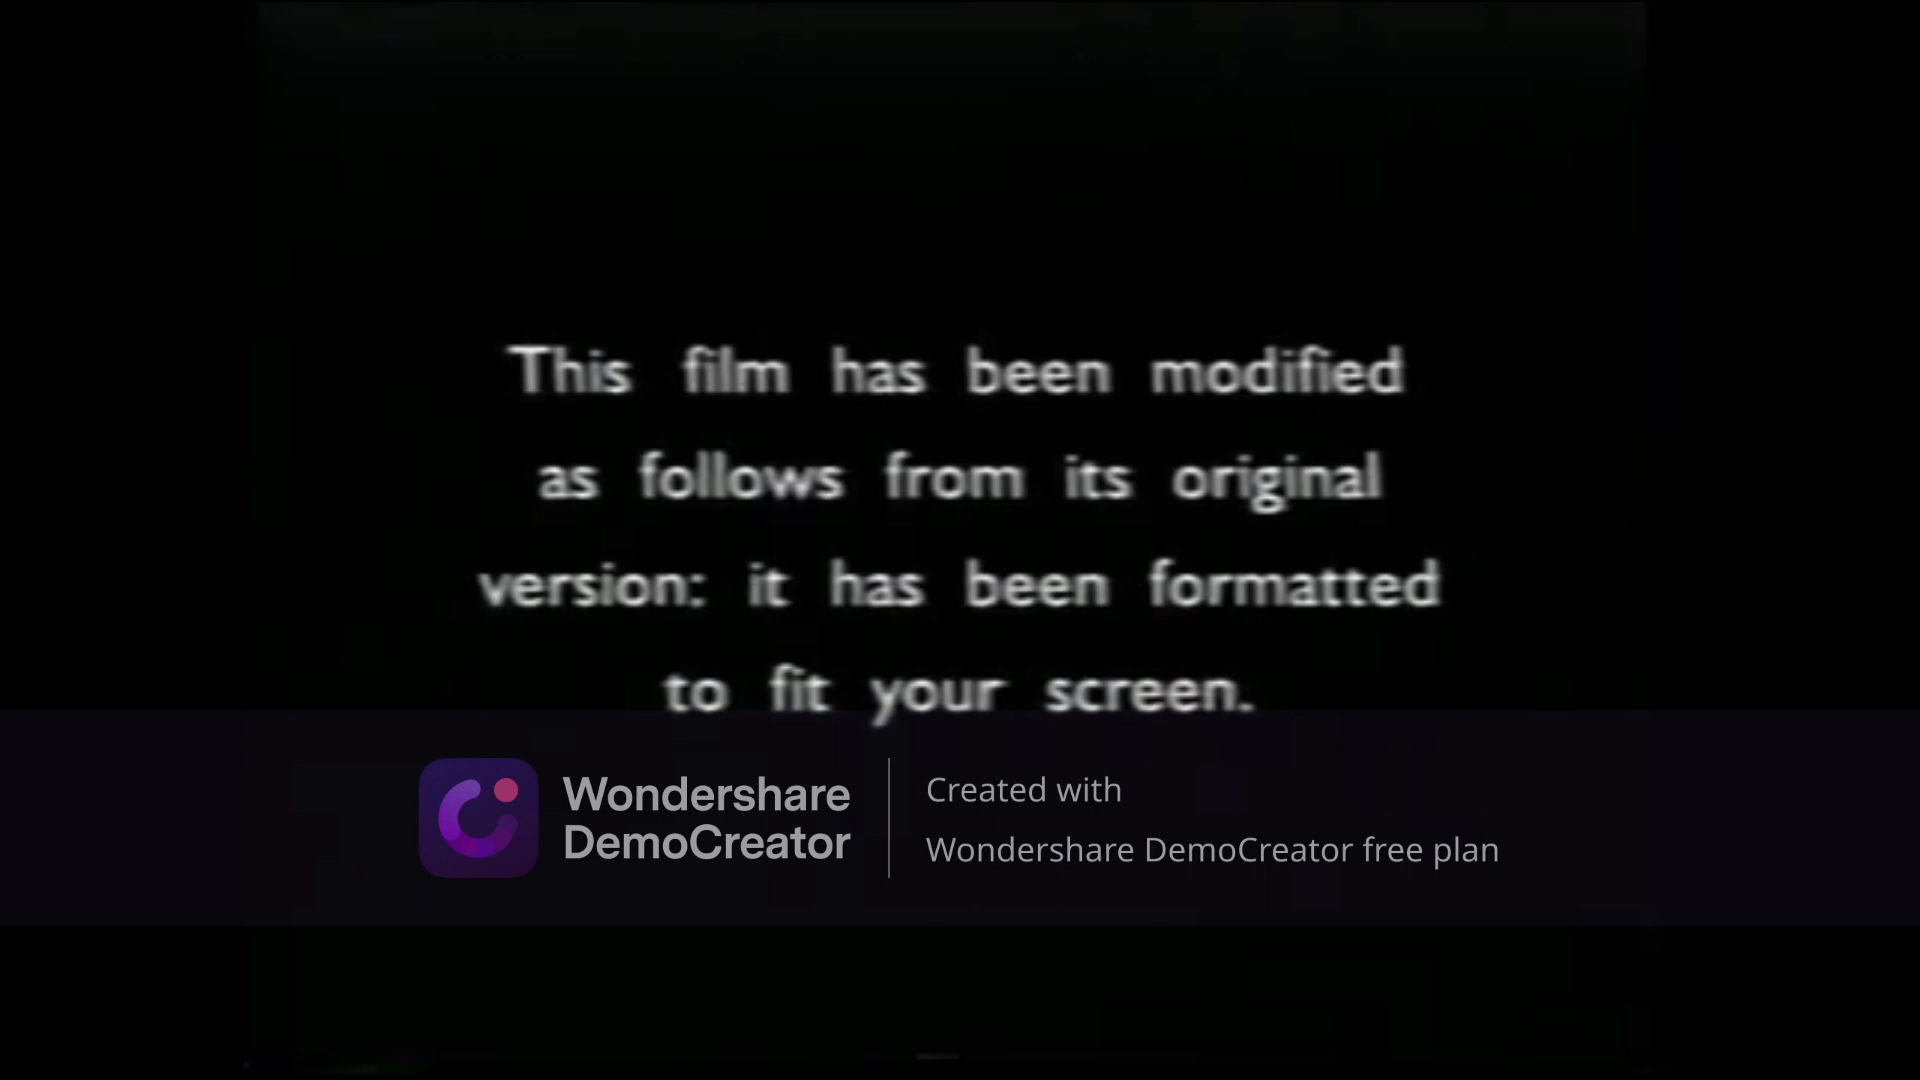 This film has been modified
as follows from its original
version: it has been formatted
to fit your screen.
Wondershare
DemoCreator
Created with
Wondershare DemoCreator free plan